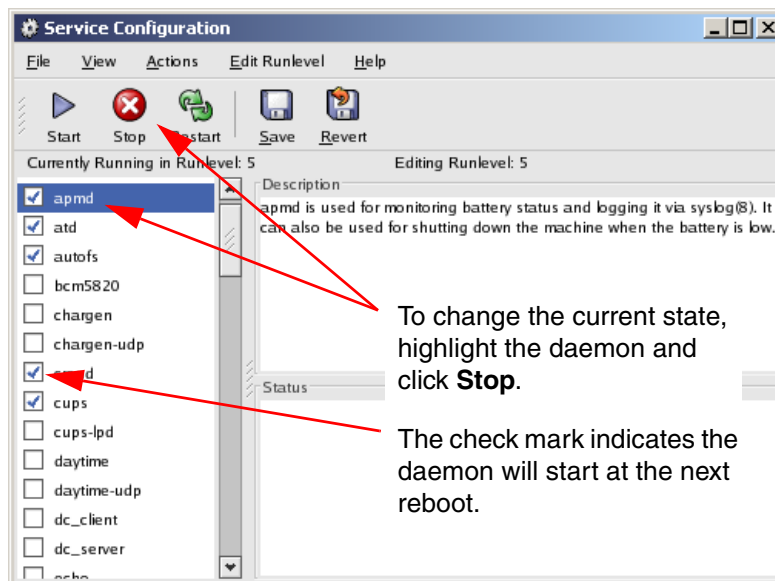 Service Configuration
File View Actions Edit Runlevel Help
Start Stop Restart Save Revert
Currently Running in Runlevel: 5 Editing Runlevel: 5
apmd
atd
autofs
bcm5820
chargen
chargen-udp
cups
cups-lpd
daytime
daytime-udp
dc_client
dc_server
echo
Description
apmd is used for monitoring battery status and logging it via syslog(8). It
can also be used for shutting down the machine when the battery is low.
To change the current state,
highlight the daemon and
click Stop.
Status
The check mark indicates the
daemon will start at the next
reboot.